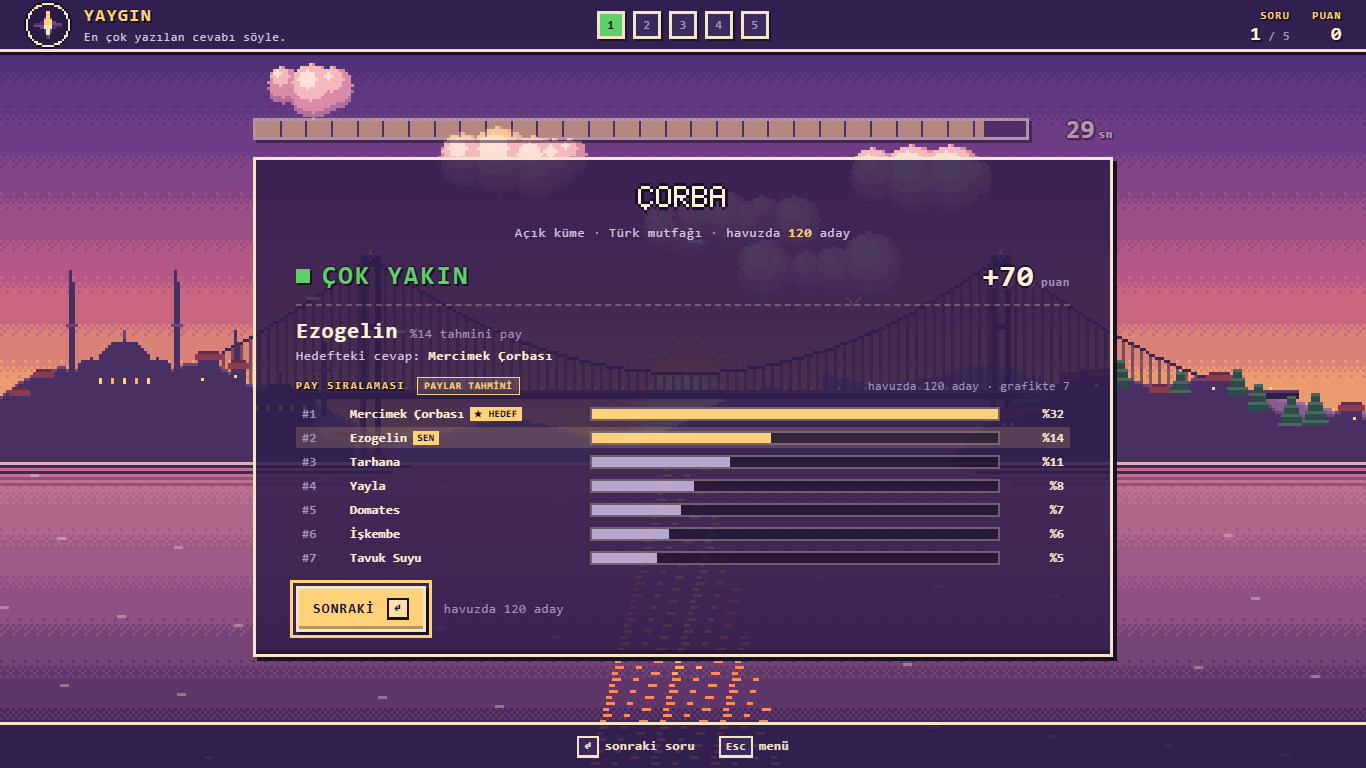 YAYGIN
En çok yazılan cevabı söyle.
1 2 3 4 5
SORU PUAN
1 / 5 0
29 sn
ÇORBA
Açık küme · Türk mutfağı · havuzda 120 aday
ÇOK YAKIN +70 puan
Ezogelin %14 tahmini pay
Hedefteki cevap: Mercimek Çorbası
PAY SIRALAMASI PAYLAR TAHMİNİ havuzda 120 aday · grafikte 7
#1 Mercimek Çorbası ★ HEDEF %32
#2 Ezogelin SEN %14
#3 Tarhana %11
#4 Yayla %8
#5 Domates %7
#6 İşkembe %6
#7 Tavuk Suyu %5
SONRAKİ ↲ havuzda 120 aday
↲ sonraki soru Esc menü